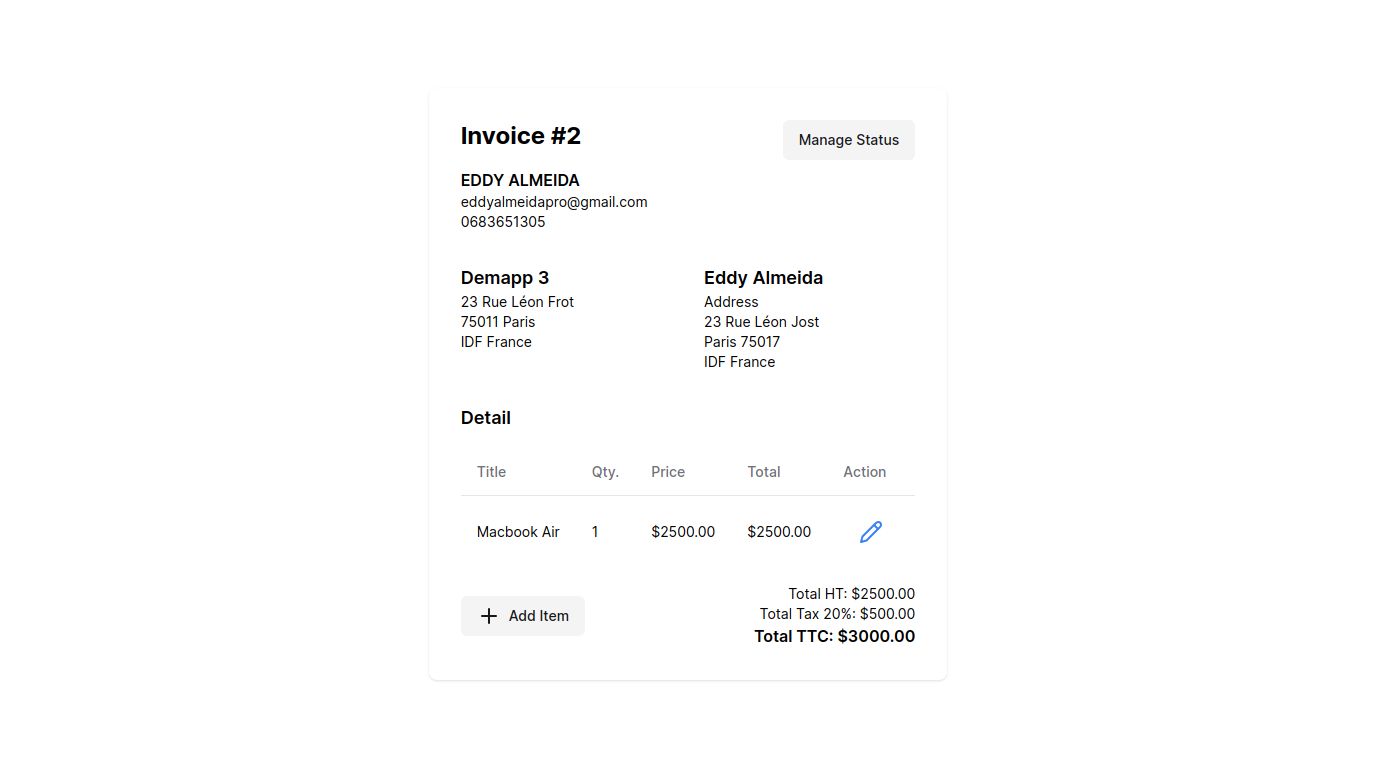 Invoice #2
Manage Status
EDDY ALMEIDA
eddyalmeidapro@gmail.com
0683651305
Demapp 3
23 Rue Léon Frot
75011 Paris
IDF France
Eddy Almeida
Address
23 Rue Léon Jost
Paris 75017
IDF France
Detail
Title Qty. Price Total Action
Macbook Air 1 $2500.00 $2500.00
Add Item
Total HT: $2500.00
Total Tax 20%: $500.00
Total TTC: $3000.00